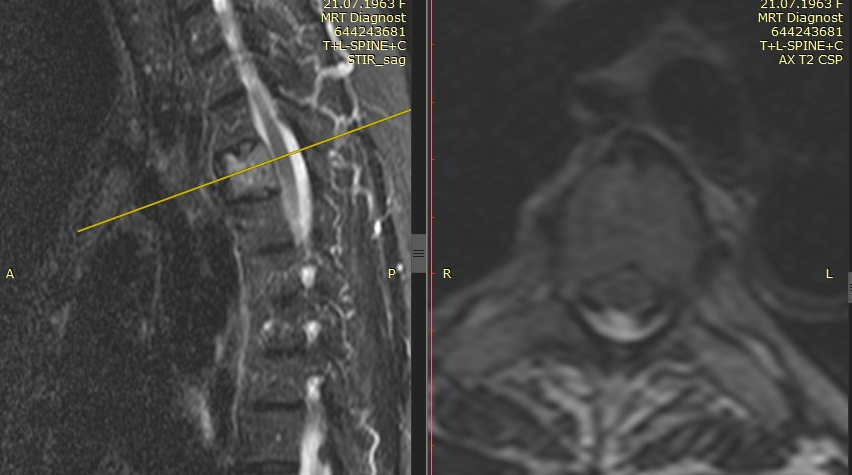 21.07.1963 F
MRT Diagnost
644243681
T+L-SPINE+C
STIR_sag
A
P
21.07.1963 F
MRT Diagnost
644243681
T+L-SPINE+C
AX T2 CSP
R
L